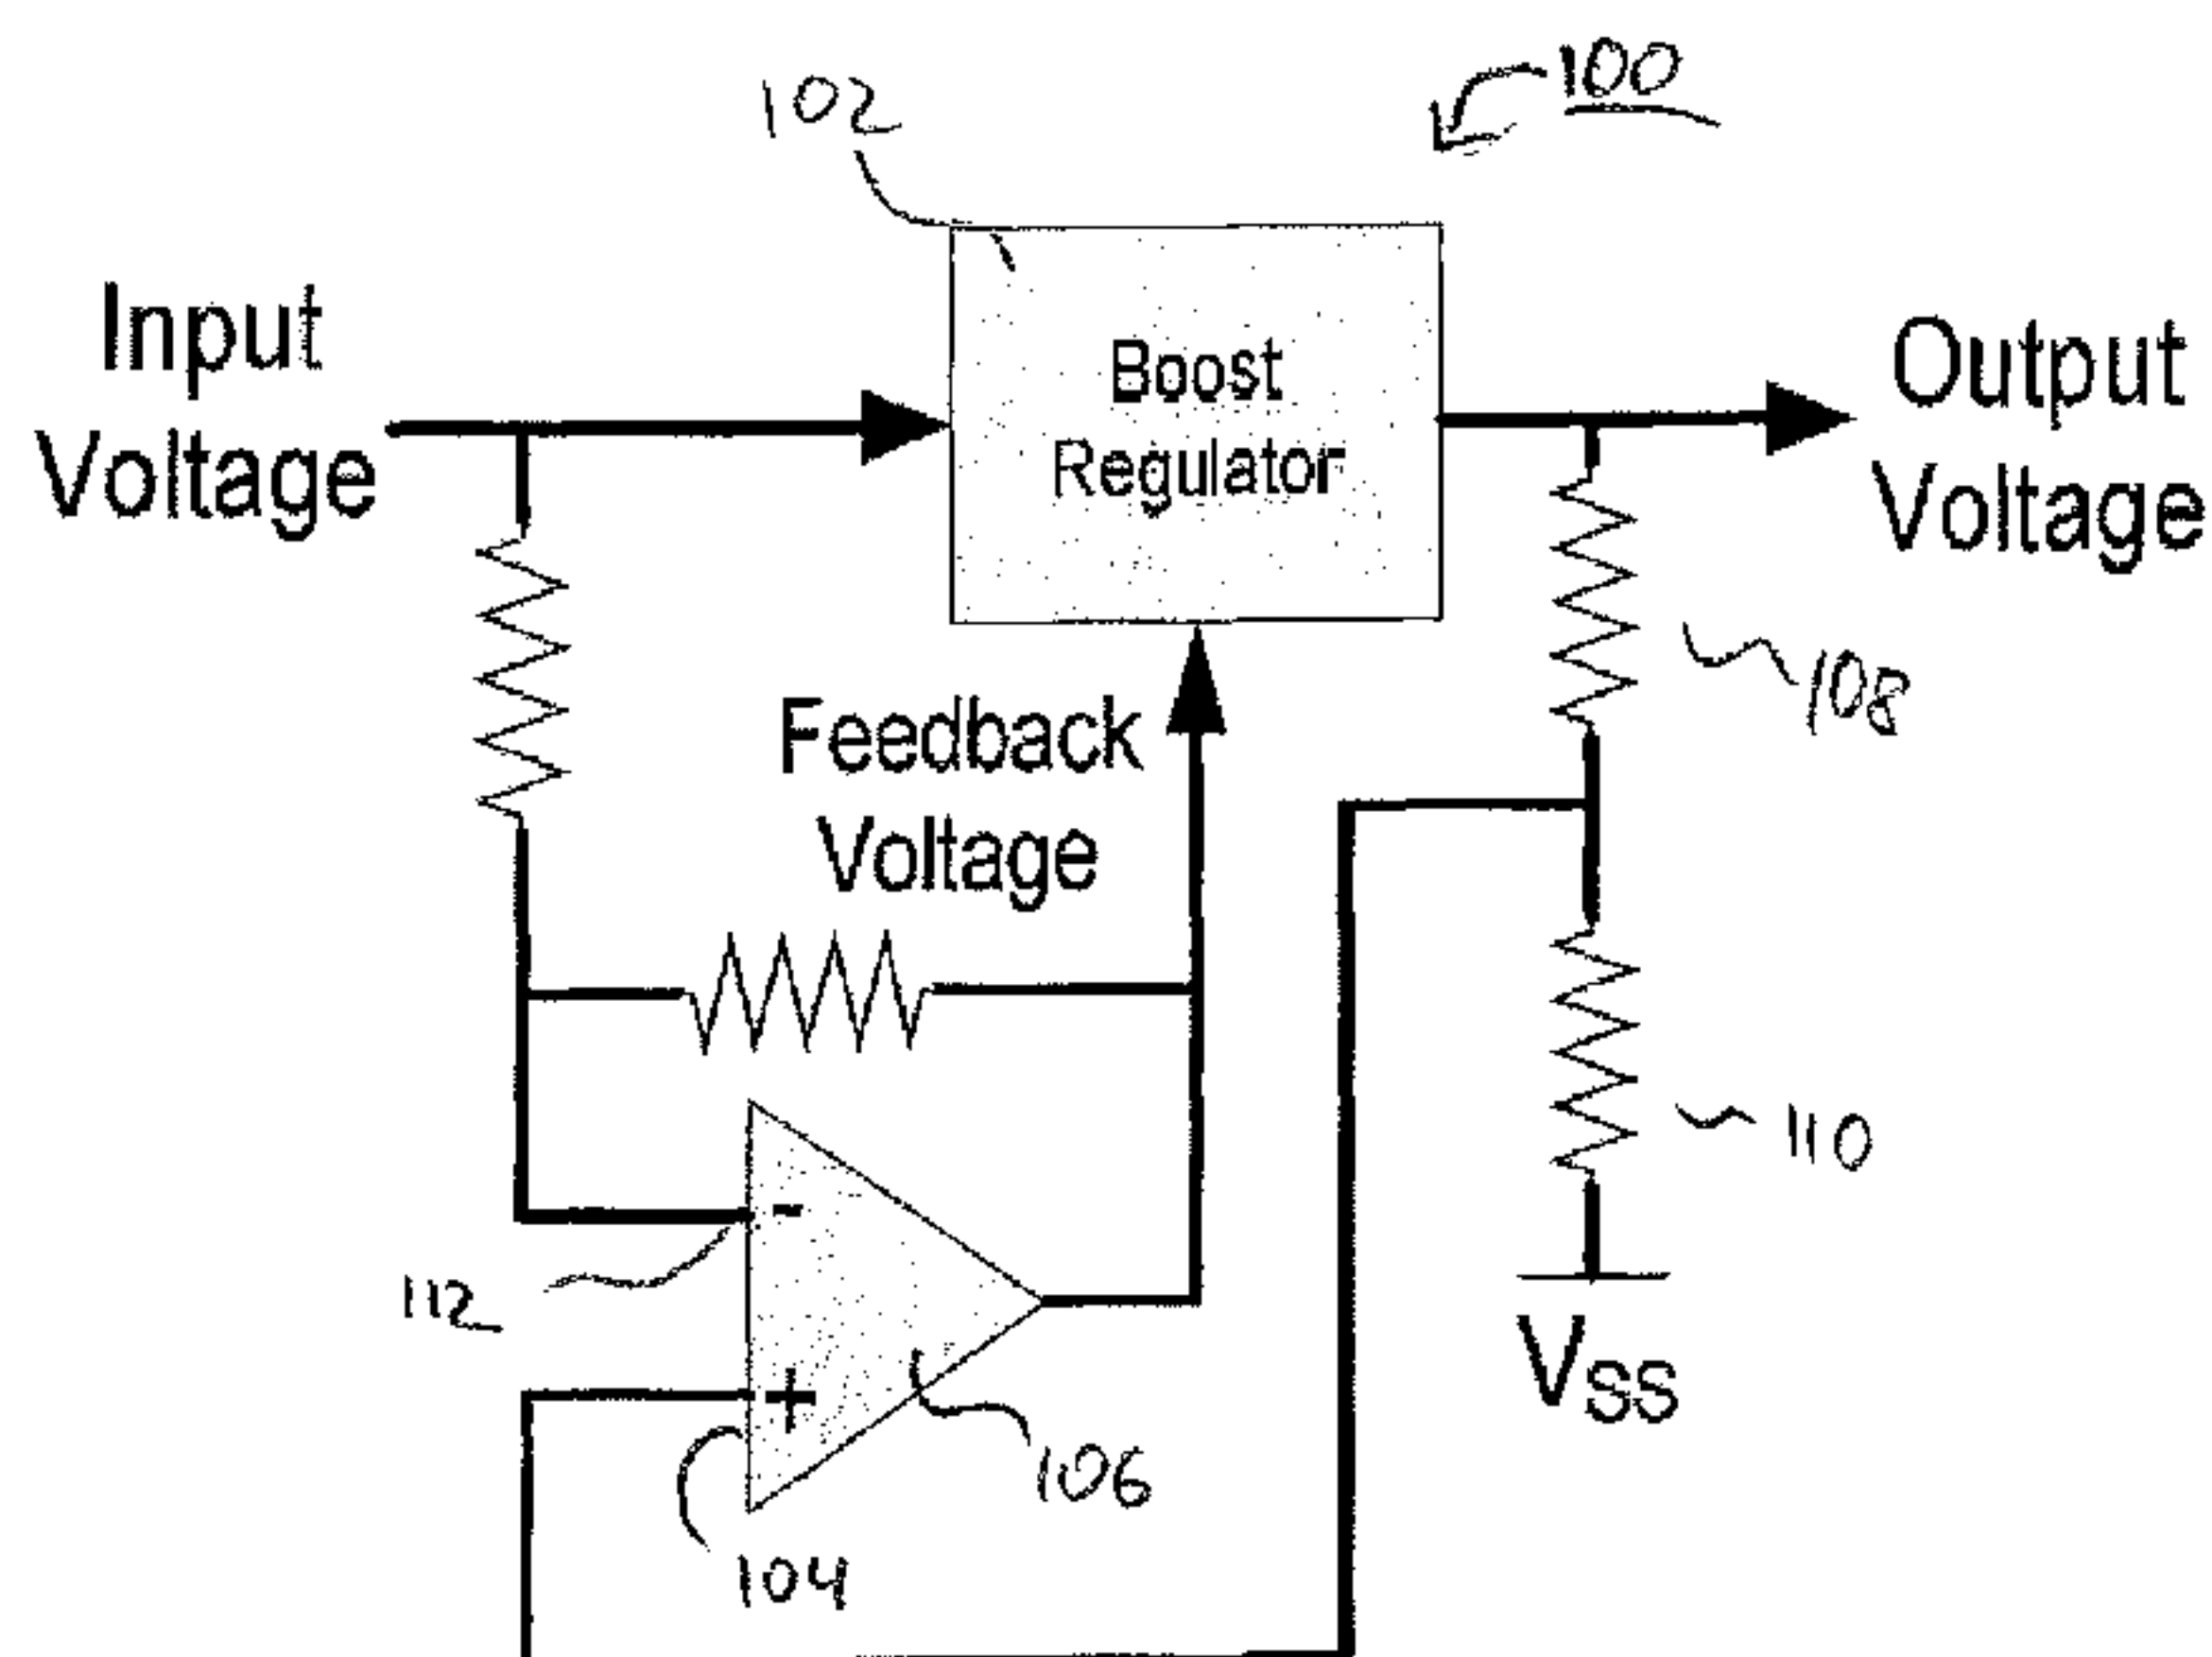 100
102
Input
Voltage
Boost
Regulator
Output
Voltage
108
Feedback
Voltage
110
-
112
+
VSS
106
104